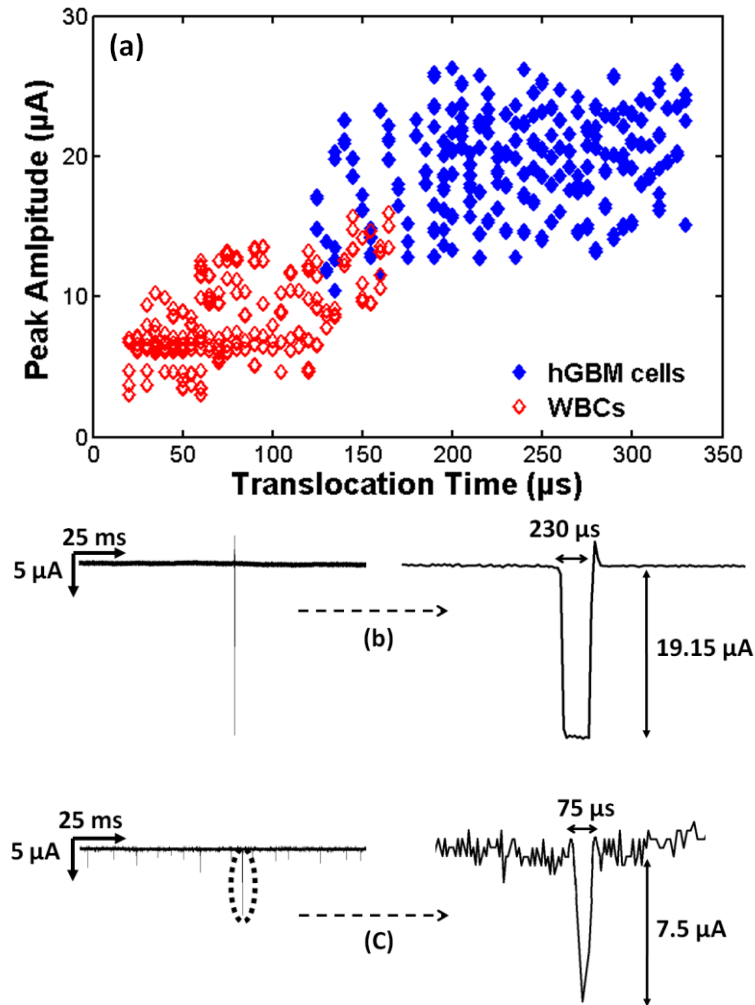 (a)
30
20
10
0
Peak Amlpitude (µA)
hGBM cells
WBCs
0 50 100 150 200 250 300 350
Translocation Time (µs)
25 ms
5 µA
230 µs
19.15 µA
(b)
25 ms
5 µA
75 µs
7.5 µA
(C)